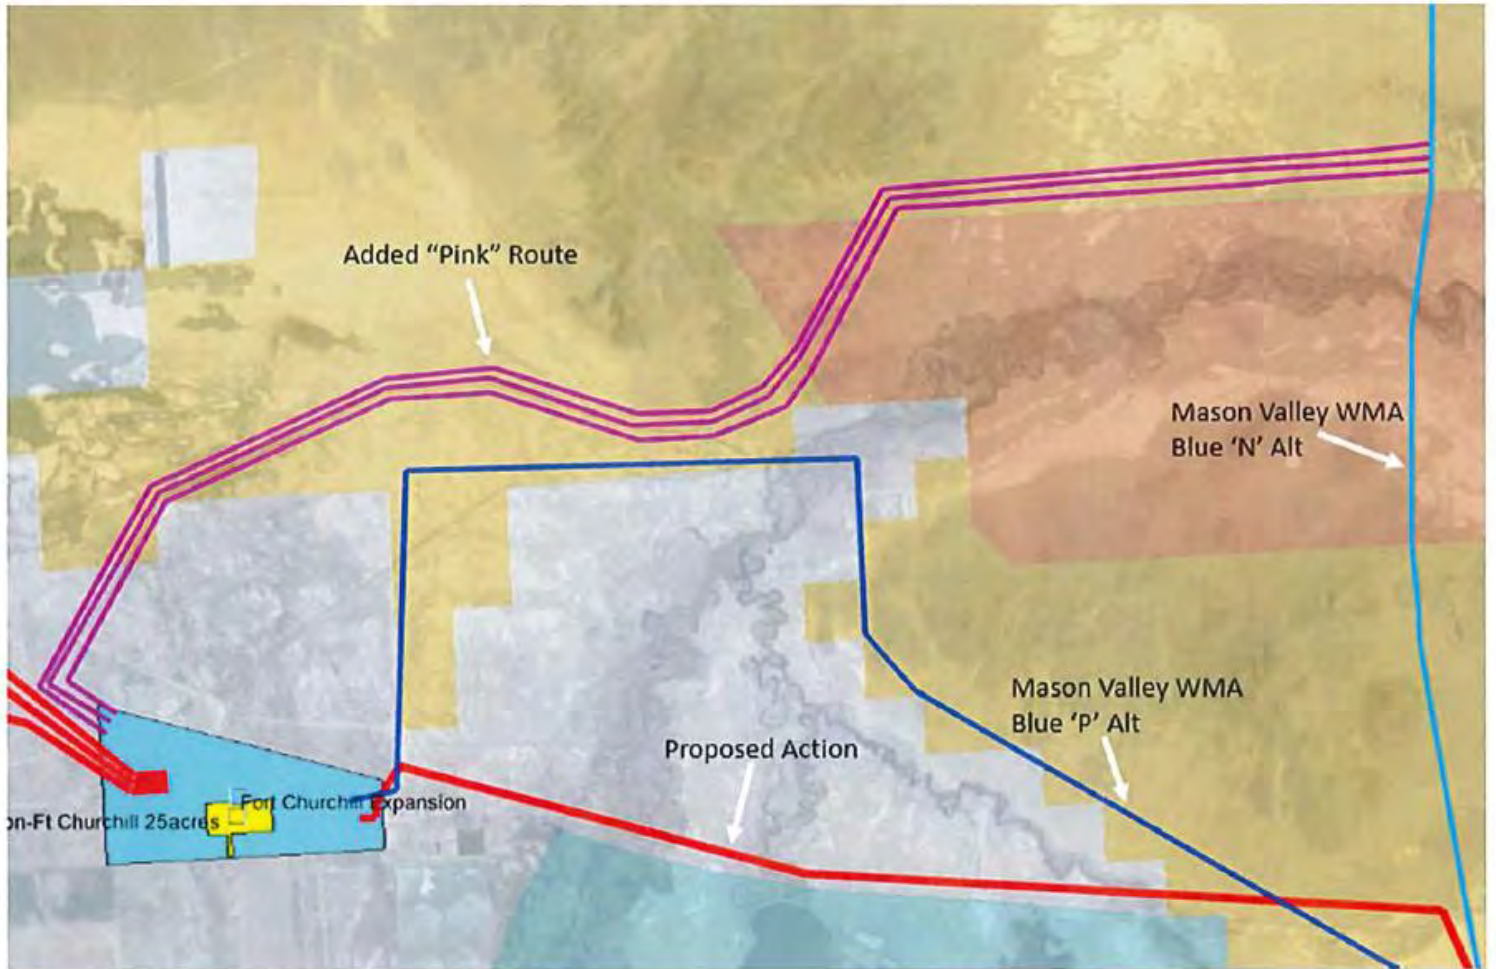 Added “Pink” Route
Mason Valley WMA
Blue ‘N’ Alt
Mason Valley WMA
Blue ‘P’ Alt
Proposed Action
Fort Churchill Expansion
on-Ft Churchill 25acres